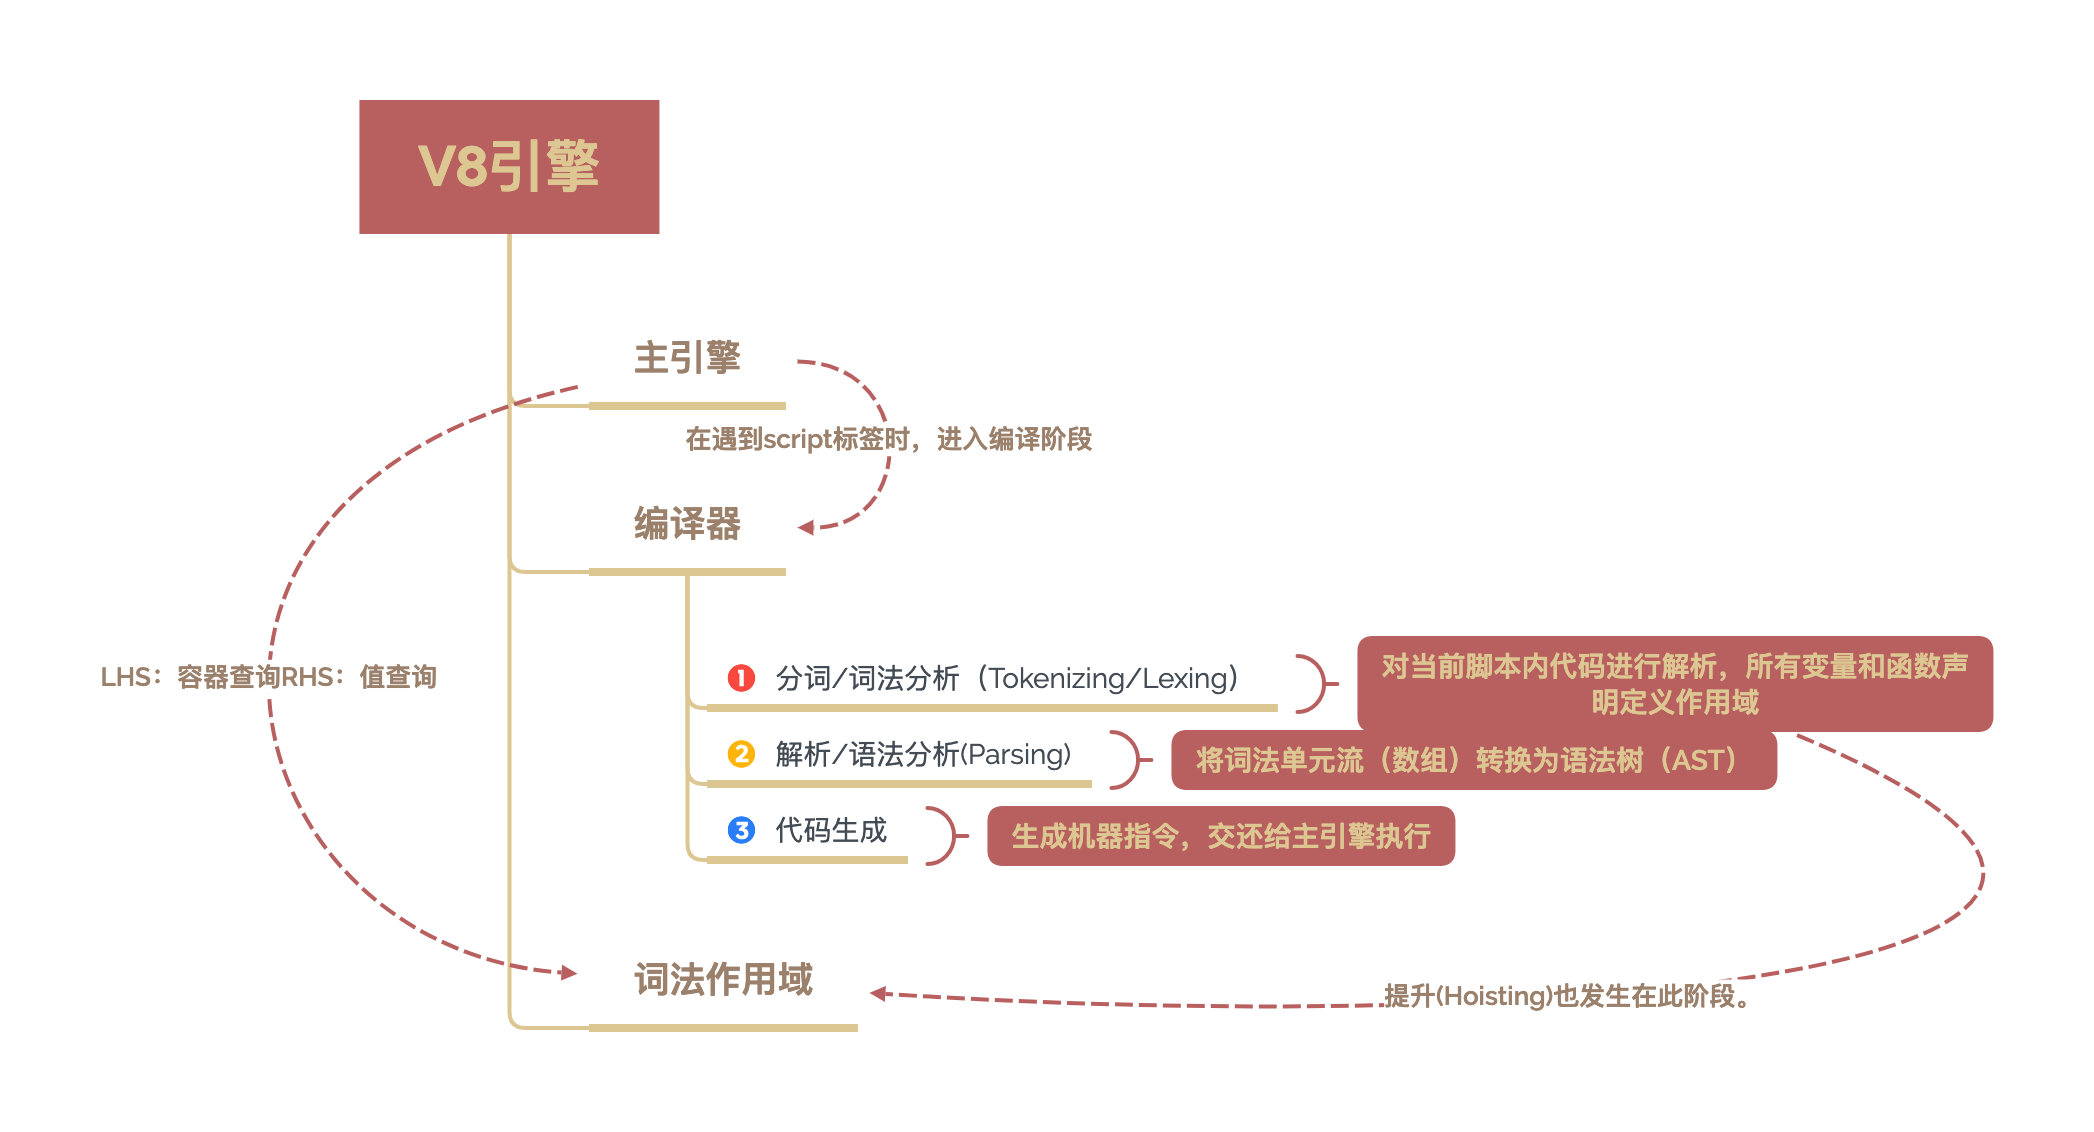 V8引擎
主引擎
在遇到script标签时，进入编译阶段
编译器
LHS：容器查询RHS：值查询
1 分词/词法分析（Tokenizing/Lexing）
对当前脚本内代码进行解析，所有变量和函数声
明定义作用域
2 解析/语法分析(Parsing)
将词法单元流（数组）转换为语法树（AST）
3 代码生成
生成机器指令，交还给主引擎执行
词法作用域
提升(Hoisting)也发生在此阶段。